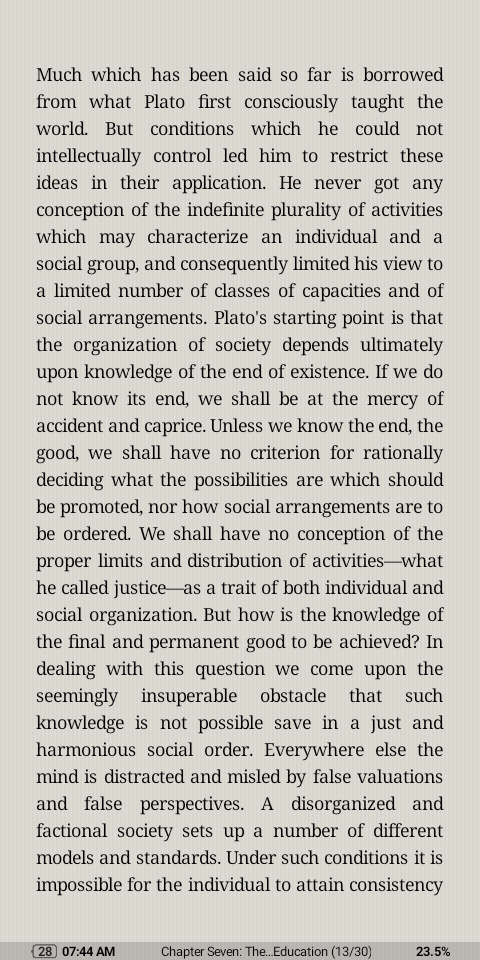 Much which has been said so far is borrowed
from what Plato first consciously taught the
world. But conditions which he could not
intellectually control led him to restrict these
ideas in their application. He never got any
conception of the indefinite plurality of activities
which may characterize an individual and a
social group, and consequently limited his view to
a limited number of classes of capacities and of
social arrangements. Plato's starting point is that
the organization of society depends ultimately
upon knowledge of the end of existence. If we do
not know its end, we shall be at the mercy of
accident and caprice. Unless we know the end, the
good, we shall have no criterion for rationally
deciding what the possibilities are which should
be promoted, nor how social arrangements are to
be ordered. We shall have no conception of the
proper limits and distribution of activities—what
he called justice—as a trait of both individual and
social organization. But how is the knowledge of
the final and permanent good to be achieved? In
dealing with this question we come upon the
seemingly insuperable obstacle that such
knowledge is not possible save in a just and
harmonious social order. Everywhere else the
mind is distracted and misled by false valuations
and false perspectives. A disorganized and
factional society sets up a number of different
models and standards. Under such conditions it is
impossible for the individual to attain consistency
28 07:44 AM Chapter Seven: The...Education (13/30) 23.5%